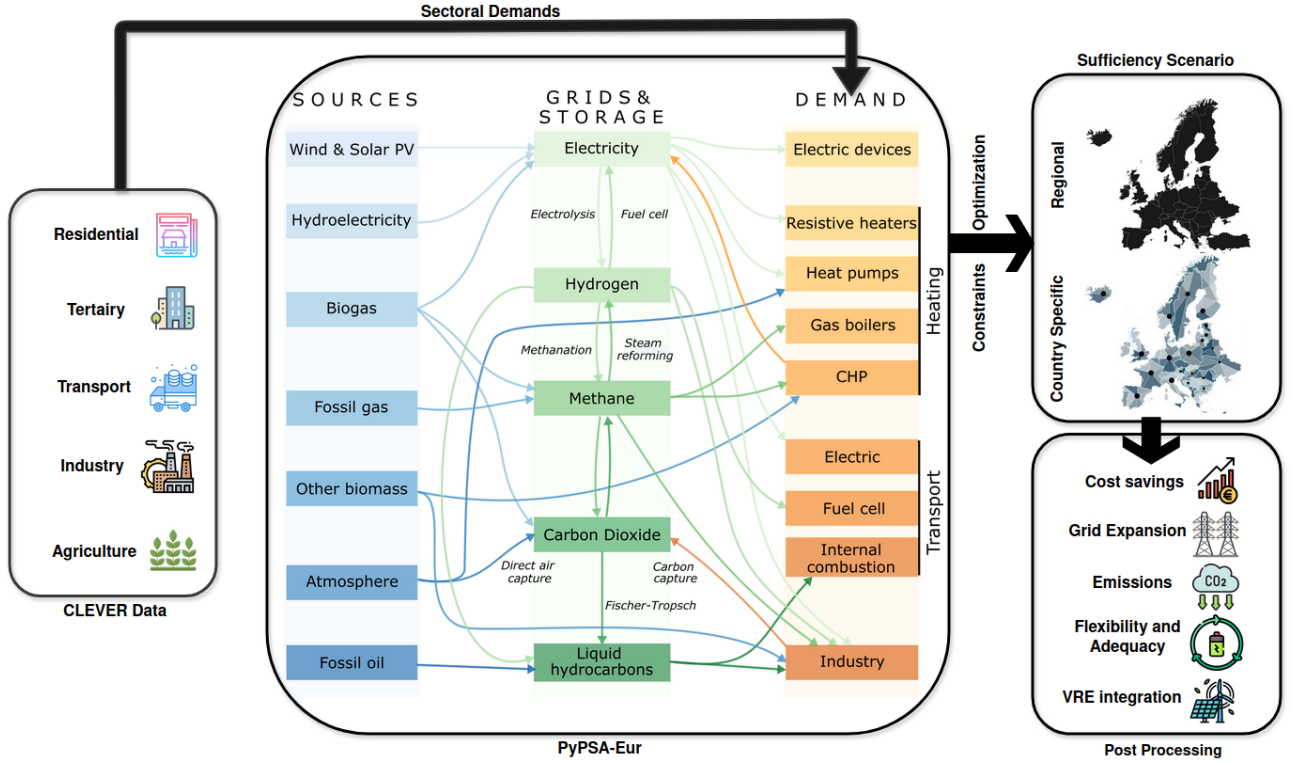 Sectoral Demands
Residential
Tertairy
Transport
Industry
Agriculture
CLEVER Data
SOURCES
Wind & Solar PV
Hydroelectricity
Biogas
Fossil gas
Other biomass
Atmosphere
Fossil oil
GRIDS &
STORAGE
Electricity
Electrolysis
Fuel cell
Hydrogen
Methanation
Steam
reforming
Methane
Carbon Dioxide
Direct air
capture
Carbon
capture
Fischer-Tropsch
Liquid
hydrocarbons
DEMAND
Electric devices
Resistive heaters
Heat pumps
Gas boilers
CHP
Heating
Electric
Fuel cell
Internal
combustion
Transport
Industry
PyPSA-Eur
Optimization
Constraints
Sufficiency Scenario
Regional
Country Specific
Cost savings
Grid Expansion
Emissions
CO₂
Flexibility and
Adequacy
VRE integration
Post Processing